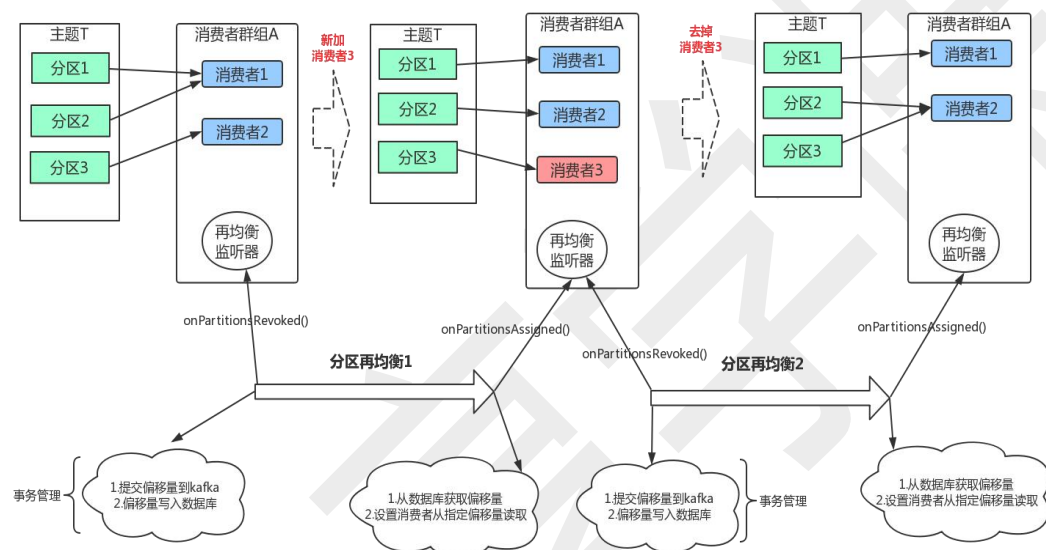 主题T
分区1
分区2
分区3
消费者群组A
消费者1
消费者2
再均衡
监听器
新加
消费者3
主题T
分区1
分区2
分区3
消费者群组A
消费者1
消费者2
消费者3
再均衡
监听器
去掉
消费者3
主题T
分区1
分区2
分区3
消费者群组A
消费者1
消费者2
再均衡
监听器
onPartitionsRevoked()
onPartitionsAssigned()
onPartitionsRevoked()
onPartitionsAssigned()
分区再均衡1
分区再均衡2
事务管理
1.提交偏移量到kafka
2.偏移量写入数据库
1.从数据库获取偏移量
2.设置消费者从指定偏移量读取
1.提交偏移量到kafka
2.偏移量写入数据库
事务管理
1.从数据库获取偏移量
2.设置消费者从指定偏移量读取